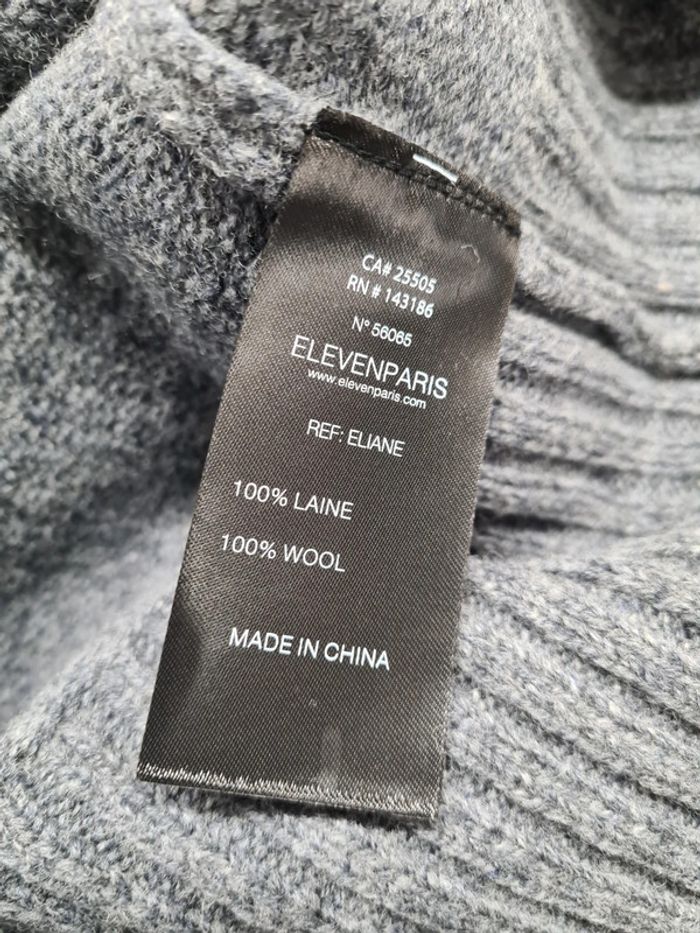 CA# 25505
RN # 143186
N° 56065
ELEVENPARIS
www.elevenparis.com
REF: ELIANE
100% LAINE
100% WOOL
MADE IN CHINA